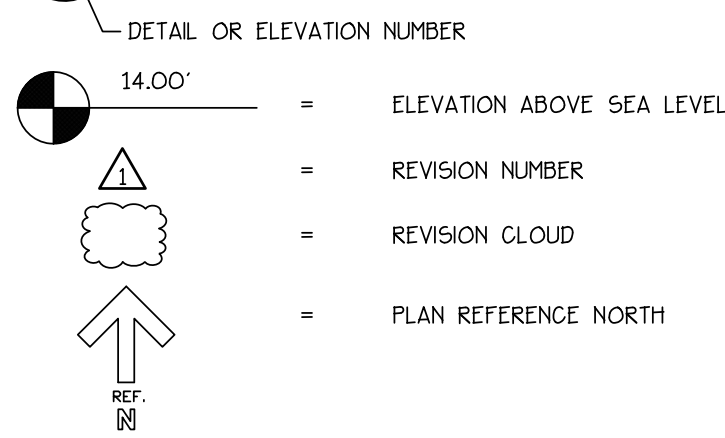 DETAIL OR ELEVATION NUMBER
14.00' = ELEVATION ABOVE SEA LEVEL
1 = REVISION NUMBER
= REVISION CLOUD
= PLAN REFERENCE NORTH
REF.
N